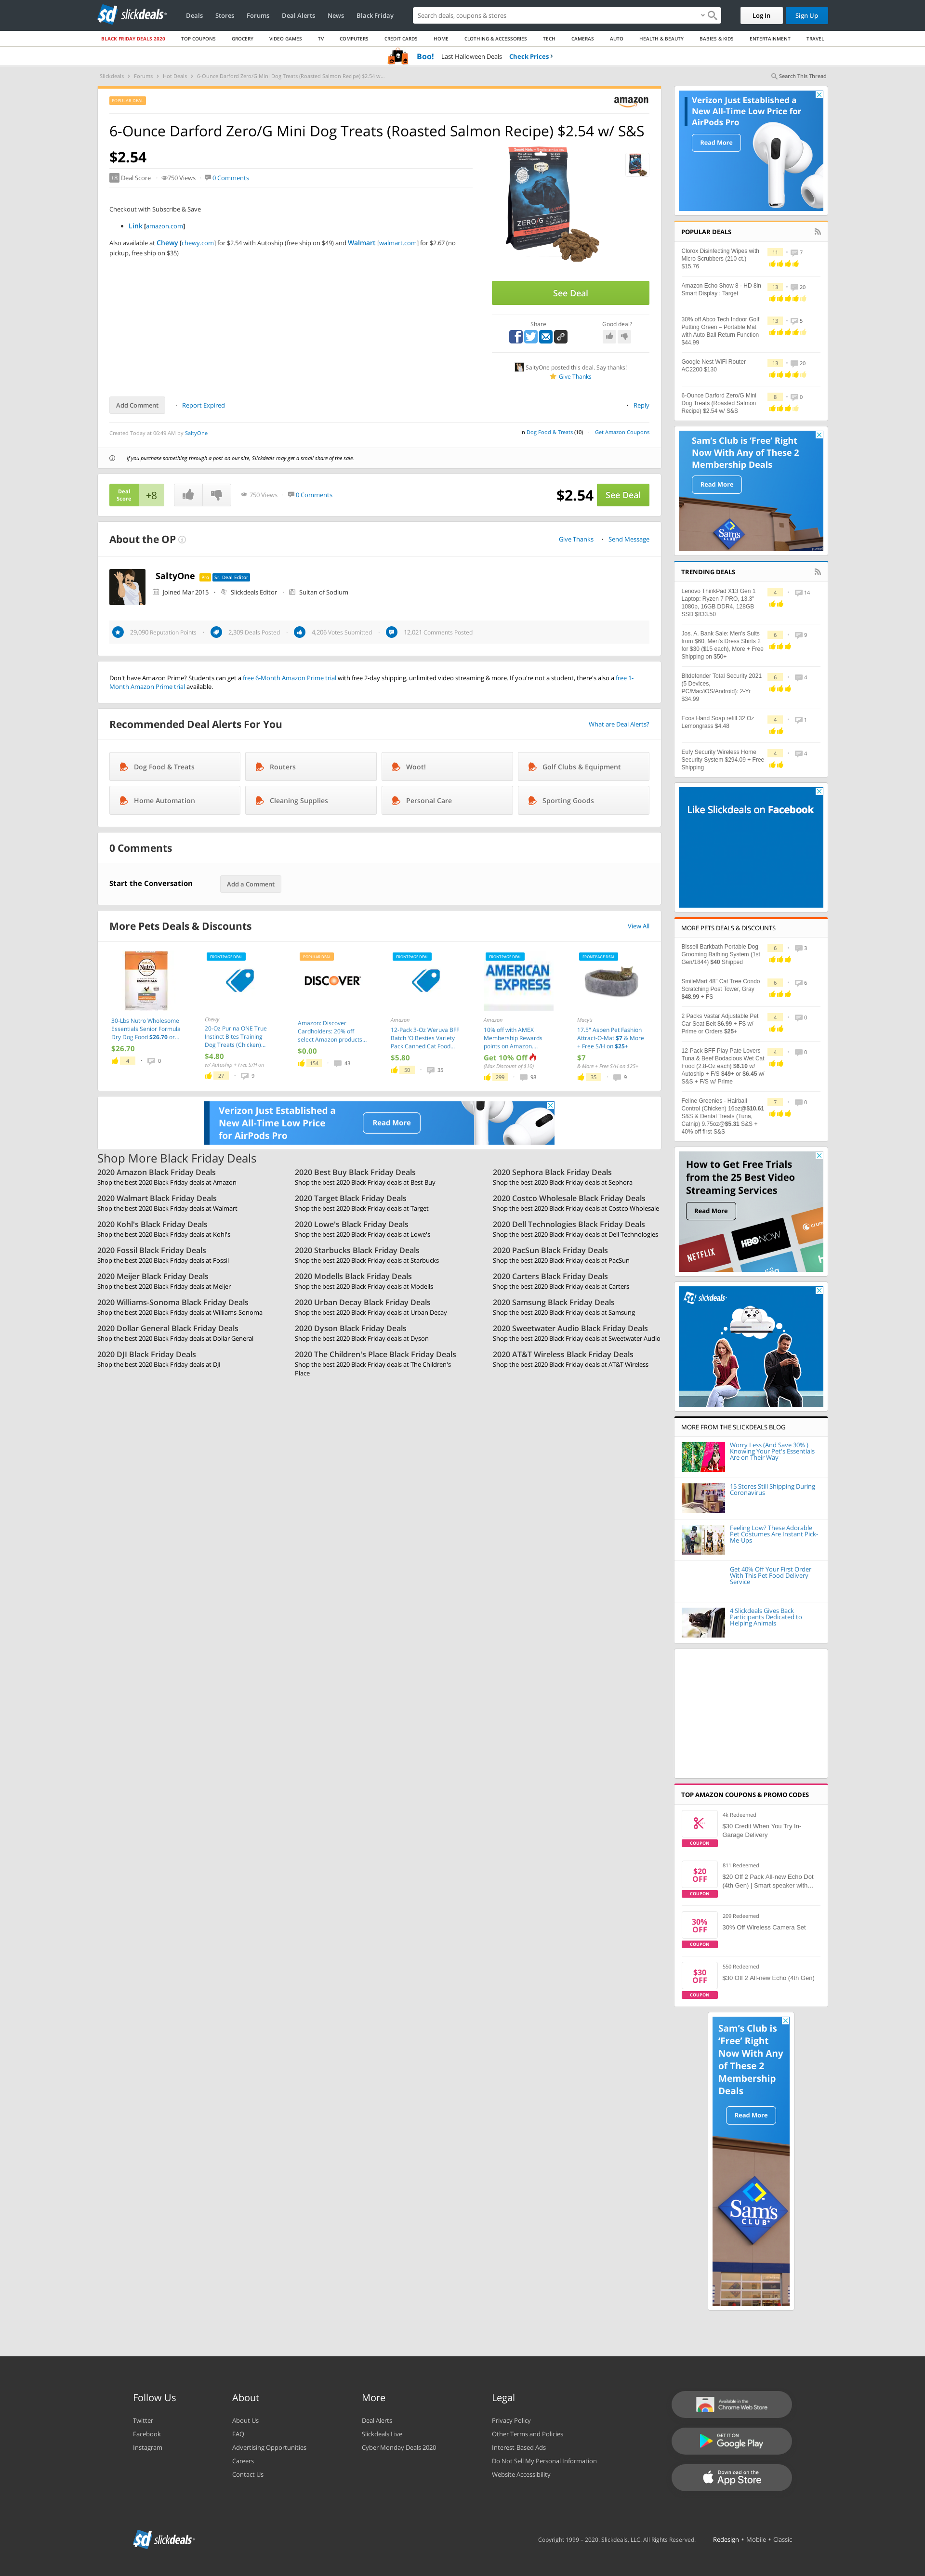 sd slickdeals
Deals
Stores
Forums
Deal Alerts
News
Black Friday
Search deals, coupons & stores
Log In
Sign Up
BLACK FRIDAY DEALS 2020
TOP COUPONS
GROCERY
VIDEO GAMES
TV
COMPUTERS
CREDIT CARDS
HOME
CLOTHING & ACCESSORIES
TECH
CAMERAS
AUTO
HEALTH & BEAUTY
BABIES & KIDS
ENTERTAINMENT
TRAVEL
Boo! Last Halloween Deals Check Prices ›
Slickdeals › Forums › Hot Deals › 6-Ounce Darford Zero/G Mini Dog Treats (Roasted Salmon Recipe) $2.54 w...
Search This Thread
POPULAR DEAL
amazon
6-Ounce Darford Zero/G Mini Dog Treats (Roasted Salmon Recipe) $2.54 w/ S&S
$2.54
+8 Deal Score · 750 Views · 0 Comments
Checkout with Subscribe & Save
Link [amazon.com]
Also available at Chewy [chewy.com] for $2.54 with Autoship (free ship on $49) and Walmart [walmart.com] for $2.67 (no
pickup, free ship on $35)
ZERO/G
See Deal
Share
Good deal?
SaltyOne posted this deal. Say thanks!
Give Thanks
Add Comment
Report Expired
Reply
Created Today at 06:49 AM by SaltyOne
in Dog Food & Treats (10) · Get Amazon Coupons
If you purchase something through a post on our site, Slickdeals may get a small share of the sale.
Deal
Score
+8
750 Views · 0 Comments
$2.54
See Deal
About the OP
Give Thanks · Send Message
SaltyOne Pro Sr. Deal Editor
Joined Mar 2015 · Slickdeals Editor · Sultan of Sodium
29,090 Reputation Points · 2,309 Deals Posted · 4,206 Votes Submitted · 12,021 Comments Posted
Don't have Amazon Prime? Students can get a free 6-Month Amazon Prime trial with free 2-day shipping, unlimited video streaming & more. If you're not a student, there's also a free 1-
Month Amazon Prime trial available.
Recommended Deal Alerts For You
What are Deal Alerts?
Dog Food & Treats
Routers
Woot!
Golf Clubs & Equipment
Home Automation
Cleaning Supplies
Personal Care
Sporting Goods
0 Comments
Start the Conversation
Add a Comment
More Pets Deals & Discounts
View All
30-Lbs Nutro Wholesome
Essentials Senior Formula
Dry Dog Food $26.70 or...
$26.70
4 · 0
FRONTPAGE DEAL
Chewy
20-Oz Purina ONE True
Instinct Bites Training
Dog Treats (Chicken)...
$4.80
w/ Autoship + Free S/H on
27 · 9
POPULAR DEAL
DISCOVER
Amazon: Discover
Cardholders: 20% off
select Amazon products...
$0.00
154 · 43
FRONTPAGE DEAL
Amazon
12-Pack 3-Oz Weruva BFF
Batch 'O Besties Variety
Pack Canned Cat Food...
$5.80
50 · 35
FRONTPAGE DEAL
AMERICAN
EXPRESS
Amazon
10% off with AMEX
Membership Rewards
points on Amazon....
Get 10% Off
(Max Discount of $10)
299 · 98
FRONTPAGE DEAL
Macy's
17.5" Aspen Pet Fashion
Attract-O-Mat $7 & More
+ Free S/H on $25+
$7
& More + Free S/H on $25+
35 · 9
Verizon Just Established a
New All-Time Low Price
for AirPods Pro
Read More
Shop More Black Friday Deals
2020 Amazon Black Friday Deals
Shop the best 2020 Black Friday deals at Amazon
2020 Best Buy Black Friday Deals
Shop the best 2020 Black Friday deals at Best Buy
2020 Sephora Black Friday Deals
Shop the best 2020 Black Friday deals at Sephora
2020 Walmart Black Friday Deals
Shop the best 2020 Black Friday deals at Walmart
2020 Target Black Friday Deals
Shop the best 2020 Black Friday deals at Target
2020 Costco Wholesale Black Friday Deals
Shop the best 2020 Black Friday deals at Costco Wholesale
2020 Kohl's Black Friday Deals
Shop the best 2020 Black Friday deals at Kohl's
2020 Lowe's Black Friday Deals
Shop the best 2020 Black Friday deals at Lowe's
2020 Dell Technologies Black Friday Deals
Shop the best 2020 Black Friday deals at Dell Technologies
2020 Fossil Black Friday Deals
Shop the best 2020 Black Friday deals at Fossil
2020 Starbucks Black Friday Deals
Shop the best 2020 Black Friday deals at Starbucks
2020 PacSun Black Friday Deals
Shop the best 2020 Black Friday deals at PacSun
2020 Meijer Black Friday Deals
Shop the best 2020 Black Friday deals at Meijer
2020 Modells Black Friday Deals
Shop the best 2020 Black Friday deals at Modells
2020 Carters Black Friday Deals
Shop the best 2020 Black Friday deals at Carters
2020 Williams-Sonoma Black Friday Deals
Shop the best 2020 Black Friday deals at Williams-Sonoma
2020 Urban Decay Black Friday Deals
Shop the best 2020 Black Friday deals at Urban Decay
2020 Samsung Black Friday Deals
Shop the best 2020 Black Friday deals at Samsung
2020 Dollar General Black Friday Deals
Shop the best 2020 Black Friday deals at Dollar General
2020 Dyson Black Friday Deals
Shop the best 2020 Black Friday deals at Dyson
2020 Sweetwater Audio Black Friday Deals
Shop the best 2020 Black Friday deals at Sweetwater Audio
2020 DJI Black Friday Deals
Shop the best 2020 Black Friday deals at DJI
2020 The Children's Place Black Friday Deals
Shop the best 2020 Black Friday deals at The Children's
Place
2020 AT&T Wireless Black Friday Deals
Shop the best 2020 Black Friday deals at AT&T Wireless
Verizon Just Established a
New All-Time Low Price for
AirPods Pro
Read More
POPULAR DEALS
Clorox Disinfecting Wipes with
Micro Scrubbers (210 ct.)
$15.76
11 · 7
Amazon Echo Show 8 - HD 8in
Smart Display : Target
13 · 20
30% off Abco Tech Indoor Golf
Putting Green – Portable Mat
with Auto Ball Return Function
$44.99
13 · 5
Google Nest WiFi Router
AC2200 $130
13 · 20
6-Ounce Darford Zero/G Mini
Dog Treats (Roasted Salmon
Recipe) $2.54 w/ S&S
8 · 0
Sam's Club is 'Free' Right
Now With Any of These 2
Membership Deals
Read More
Sam's
CLUB
TRENDING DEALS
Lenovo ThinkPad X13 Gen 1
Laptop: Ryzen 7 PRO, 13.3"
1080p, 16GB DDR4, 128GB
SSD $833.50
4 · 14
Jos. A. Bank Sale: Men's Suits
from $60, Men's Dress Shirts 2
for $30 ($15 each), More + Free
Shipping on $50+
6 · 9
Bitdefender Total Security 2021
(5 Devices,
PC/Mac/iOS/Android): 2-Yr
$34.99
6 · 4
Ecos Hand Soap refill 32 Oz
Lemongrass $4.48
4 · 1
Eufy Security Wireless Home
Security System $294.09 + Free
Shipping
4 · 4
Like Slickdeals on Facebook
MORE PETS DEALS & DISCOUNTS
Bissell Barkbath Portable Dog
Grooming Bathing System (1st
Gen/1844) $40 Shipped
6 · 3
SmileMart 48" Cat Tree Condo
Scratching Post Tower, Gray
$48.99 + FS
6 · 6
2 Packs Vastar Adjustable Pet
Car Seat Belt $6.99 + FS w/
Prime or Orders $25+
4 · 0
12-Pack BFF Play Pate Lovers
Tuna & Beef Bodacious Wet Cat
Food (2.8-Oz each) $6.10 w/
Autoship + F/S $49+ or $6.45 w/
S&S + F/S w/ Prime
4 · 0
Feline Greenies - Hairball
Control (Chicken) 16oz@$10.61
S&S & Dental Treats (Tuna,
Catnip) 9.75oz@$5.31 S&S +
40% off first S&S
7 · 0
How to Get Free Trials
from the 25 Best Video
Streaming Services
Read More
NETFLIX
HBO NOW
sd slickdeals
MORE FROM THE SLICKDEALS BLOG
Worry Less (And Save 30% )
Knowing Your Pet's Essentials
Are on Their Way
15 Stores Still Shipping During
Coronavirus
Feeling Low? These Adorable
Pet Costumes Are Instant Pick-
Me-Ups
Get 40% Off Your First Order
With This Pet Food Delivery
Service
4 Slickdeals Gives Back
Participants Dedicated to
Helping Animals
TOP AMAZON COUPONS & PROMO CODES
COUPON
4k Redeemed
$30 Credit When You Try In-
Garage Delivery
$20
OFF
COUPON
811 Redeemed
$20 Off 2 Pack All-new Echo Dot
(4th Gen) | Smart speaker with...
30%
OFF
COUPON
209 Redeemed
30% Off Wireless Camera Set
$30
OFF
COUPON
550 Redeemed
$30 Off 2 All-new Echo (4th Gen)
Sam's Club is
'Free' Right
Now With Any
of These 2
Membership
Deals
Read More
Sam's
CLUB
Follow Us
Twitter
Facebook
Instagram
About
About Us
FAQ
Advertising Opportunities
Careers
Contact Us
More
Deal Alerts
Slickdeals Live
Cyber Monday Deals 2020
Legal
Privacy Policy
Other Terms and Policies
Interest-Based Ads
Do Not Sell My Personal Information
Website Accessibility
Available in the
Chrome Web Store
GET IT ON
Google Play
Download on the
App Store
sd slickdeals
Copyright 1999 – 2020. Slickdeals, LLC. All Rights Reserved.
Redesign • Mobile • Classic